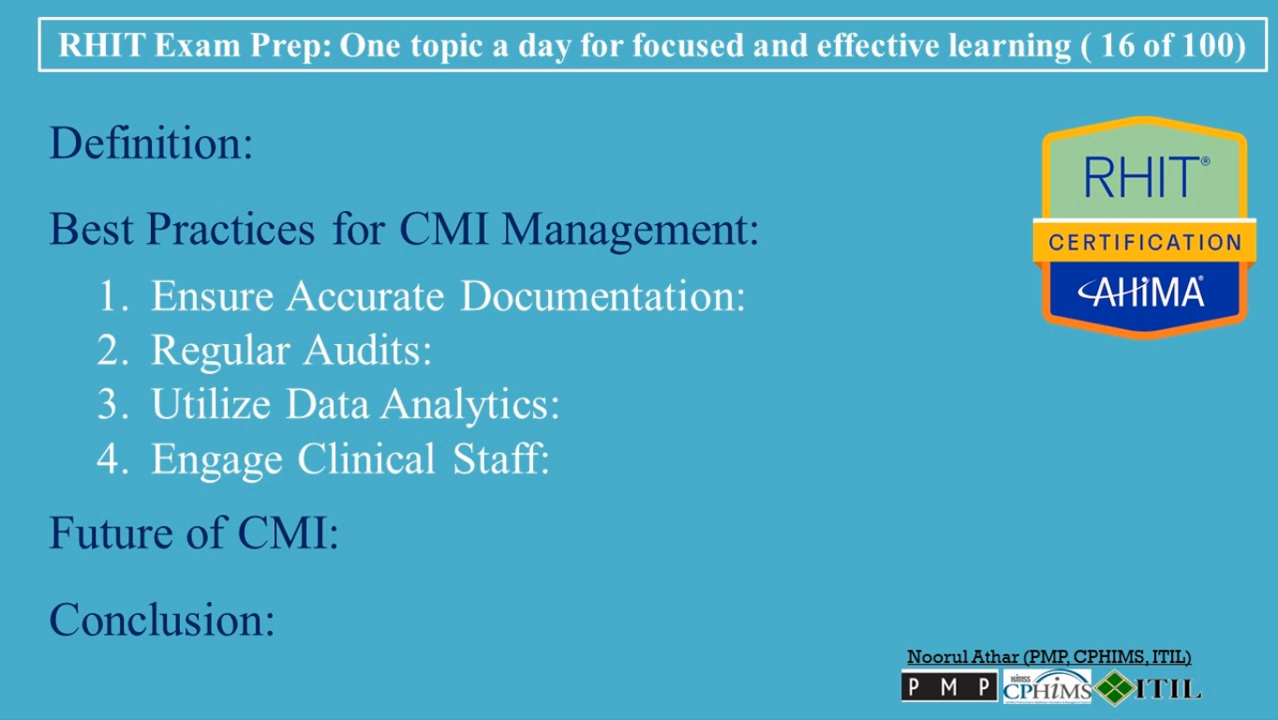 RHIT Exam Prep: One topic a day for focused and effective learning ( 16 of 100)
Definition:
Best Practices for CMI Management:
1. Ensure Accurate Documentation:
2. Regular Audits:
3. Utilize Data Analytics:
4. Engage Clinical Staff:
Future of CMI:
Conclusion:
RHIT®
CERTIFICATION
AHiMA®
Noorul Athar (PMP, CPHIMS, ITIL)
P M P
himss
CPHiMS
ITIL